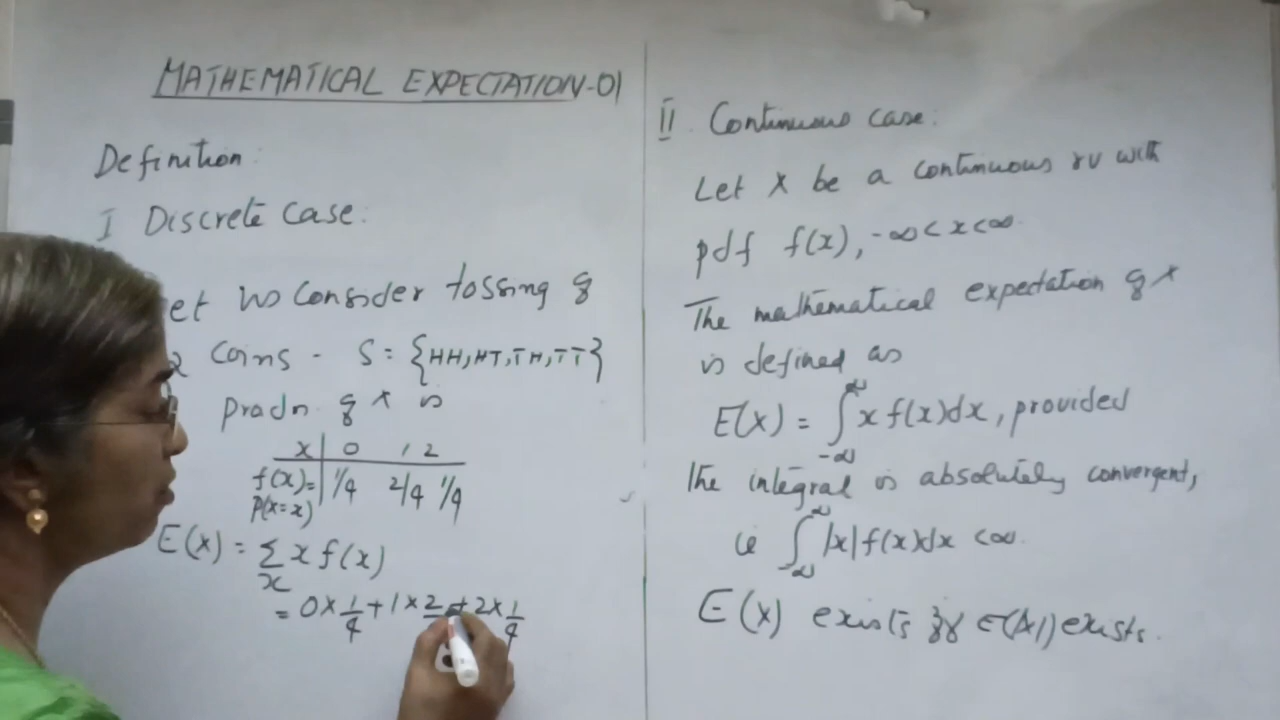 MATHEMATICAL EXPECTATION-01
Definition:
I Discrete Case:
et us consider tossing of
2 coins - S = {HH, HT, TH, TT}
pradn. of X is
x | 0 1 2
f(x)= | 1/4 2/4 1/4
P(X=x)
E(X) = ∑ x f(x)
x
= 0 × 1/4 + 1 × 2 + 2 × 1/4
II. Continuous case:
Let X be a continuous rv with
pdf f(x), -∞ < x < ∞.
The mathematical expectation of X
is defined as
E(X) = ∫_{-∞}^{∞} x f(x) dx, provided
the integral is absolutely convergent,
ie ∫_{-∞}^{∞} |x| f(x) dx < ∞.
E(X) exists iff E(|X|) exists.